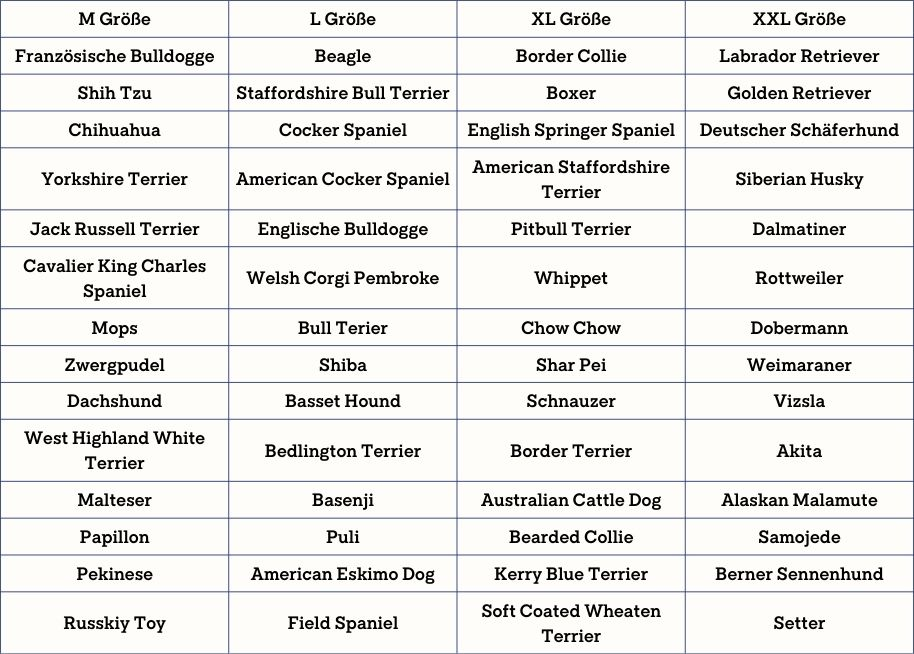 M Größe L Größe XL Größe XXL Größe
Französische Bulldogge Beagle Border Collie Labrador Retriever
Shih Tzu Staffordshire Bull Terrier Boxer Golden Retriever
Chihuahua Cocker Spaniel English Springer Spaniel Deutscher Schäferhund
Yorkshire Terrier American Cocker Spaniel American Staffordshire
Terrier Siberian Husky
Jack Russell Terrier Englische Bulldogge Pitbull Terrier Dalmatiner
Cavalier King Charles
Spaniel Welsh Corgi Pembroke Whippet Rottweiler
Mops Bull Terier Chow Chow Dobermann
Zwergpudel Shiba Shar Pei Weimaraner
Dachshund Basset Hound Schnauzer Vizsla
West Highland White
Terrier Bedlington Terrier Border Terrier Akita
Malteser Basenji Australian Cattle Dog Alaskan Malamute
Papillon Puli Bearded Collie Samojede
Pekinese American Eskimo Dog Kerry Blue Terrier Berner Sennenhund
Russkiy Toy Field Spaniel Soft Coated Wheaten
Terrier Setter